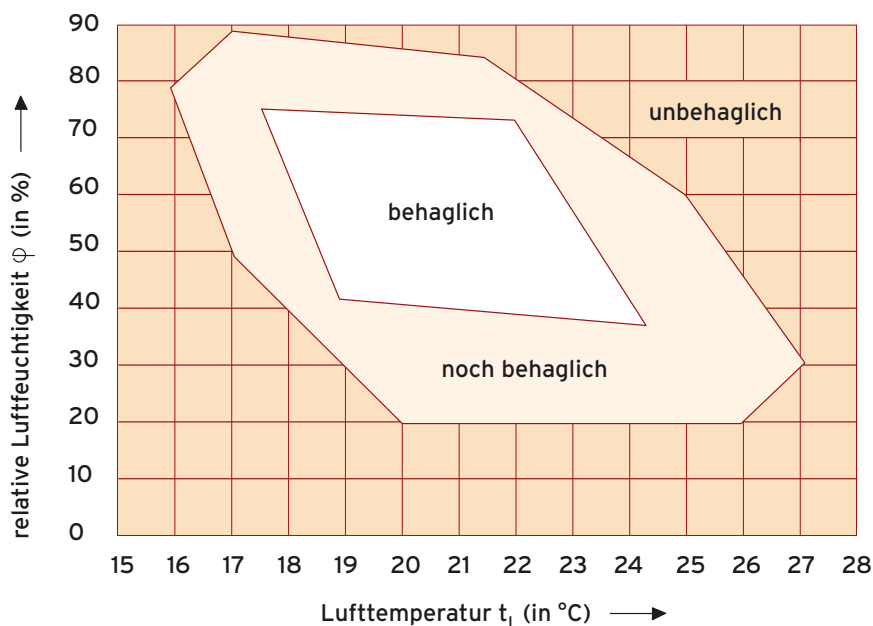 90
80
70
60
50
40
30
20
10
0
relative Luftfeuchtigkeit φ (in %)
unbehaglich
behaglich
noch behaglich
15 16 17 18 19 20 21 22 23 24 25 26 27 28
Lufttemperatur t_L (in °C)